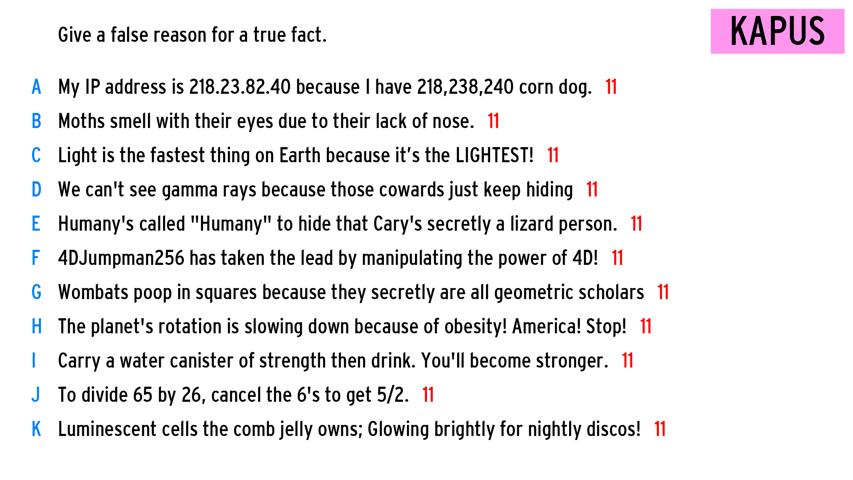 Give a false reason for a true fact.
KAPUS
A My IP address is 218.23.82.40 because I have 218,238,240 corn dog. 11
B Moths smell with their eyes due to their lack of nose. 11
C Light is the fastest thing on Earth because it’s the LIGHTEST! 11
D We can't see gamma rays because those cowards just keep hiding 11
E Humany's called "Humany" to hide that Cary's secretly a lizard person. 11
F 4DJumpman256 has taken the lead by manipulating the power of 4D! 11
G Wombats poop in squares because they secretly are all geometric scholars 11
H The planet's rotation is slowing down because of obesity! America! Stop! 11
I Carry a water canister of strength then drink. You'll become stronger. 11
J To divide 65 by 26, cancel the 6's to get 5/2. 11
K Luminescent cells the comb jelly owns; Glowing brightly for nightly discos! 11